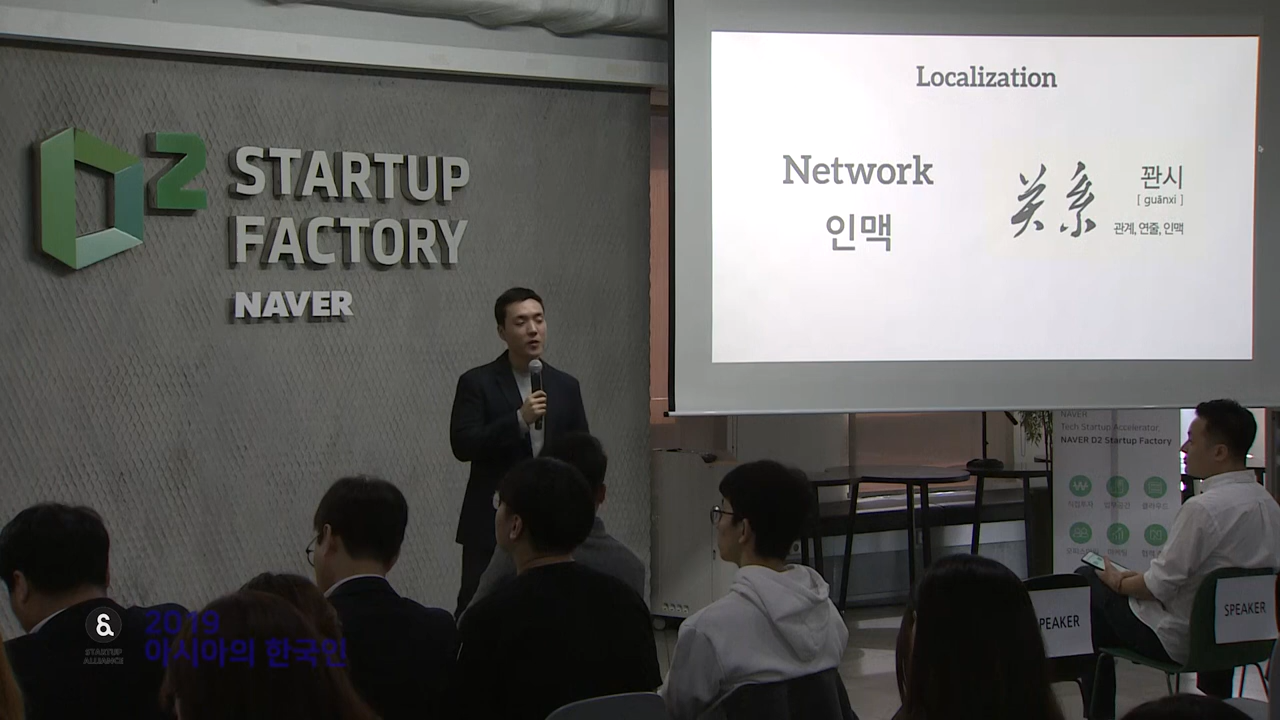 D2
STARTUP
FACTORY
NAVER
Localization
Network
인맥
关系
꽌시
[ guānxi ]
관계, 연줄, 인맥
NAVER
Tech Startup Accelerator,
NAVER D2 Startup Factory
SPEAKER
SPEAKER
&
STARTUP
ALLIANCE
2019
아시아의 한국인